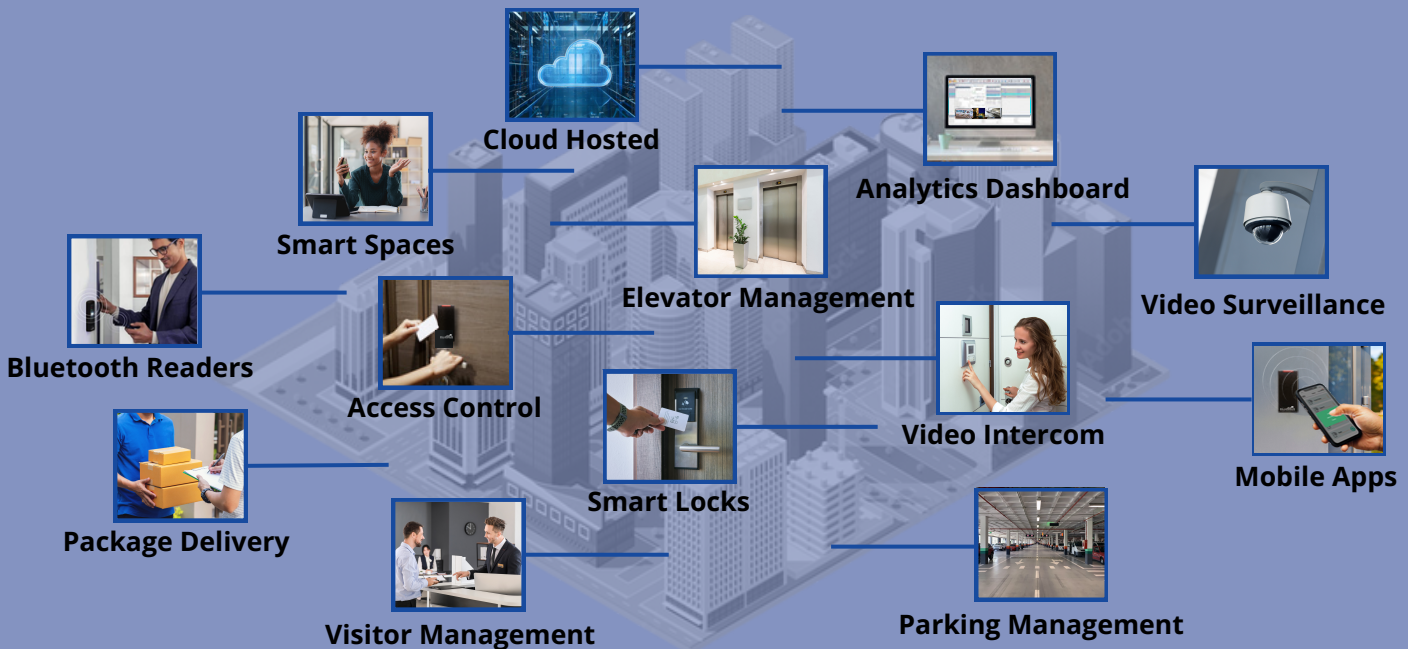 Cloud Hosted
Analytics Dashboard
Smart Spaces
Elevator Management
Video Surveillance
Bluetooth Readers
Access Control
Video Intercom
Mobile Apps
Smart Locks
Package Delivery
Visitor Management
Parking Management